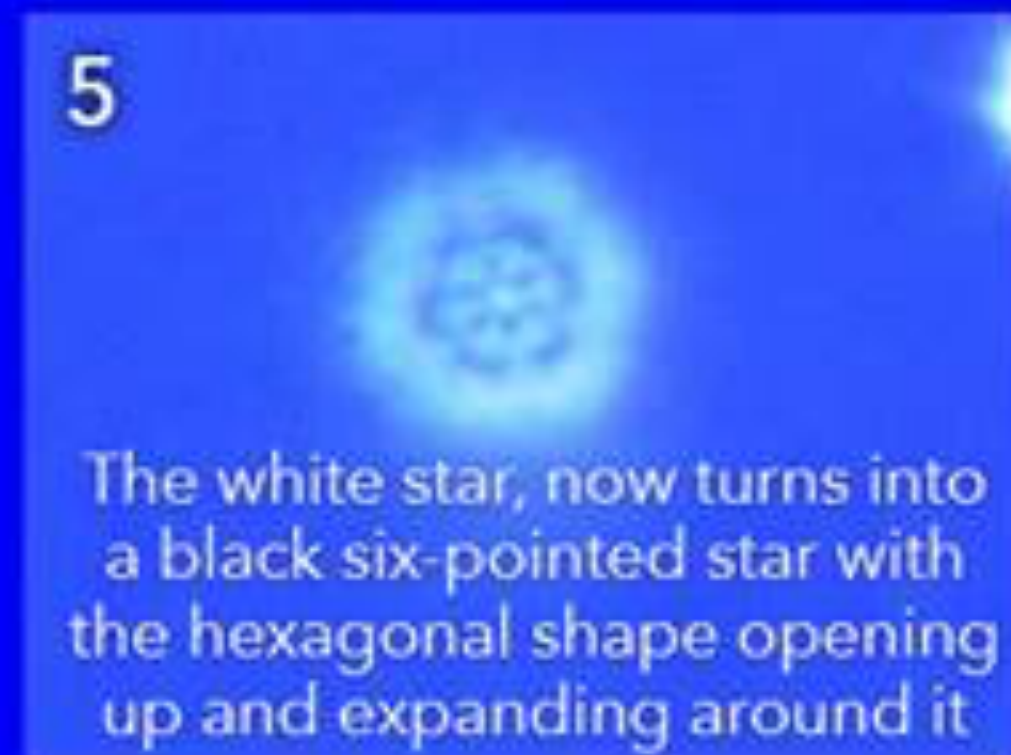 5
The white star, now turns into
a black six-pointed star with
the hexagonal shape opening
up and expanding around it